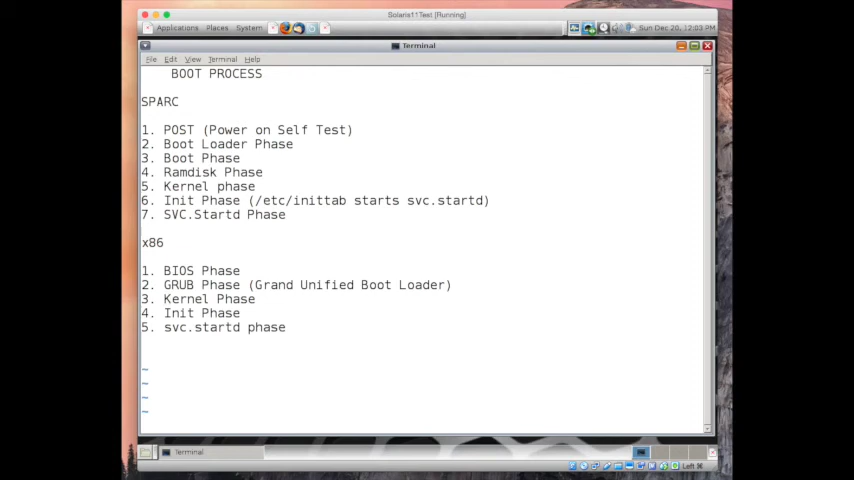 Solaris11Test [Running]
Applications Places System
Sun Dec 20, 12:03 PM
Terminal
File Edit View Terminal Help
BOOT PROCESS
SPARC
1. POST (Power on Self Test)
2. Boot Loader Phase
3. Boot Phase
4. Ramdisk Phase
5. Kernel phase
6. Init Phase (/etc/inittab starts svc.startd)
7. SVC.Startd Phase
x86
1. BIOS Phase
2. GRUB Phase (Grand Unified Boot Loader)
3. Kernel Phase
4. Init Phase
5. svc.startd phase
~
~
~
~
Terminal
Left ⌘